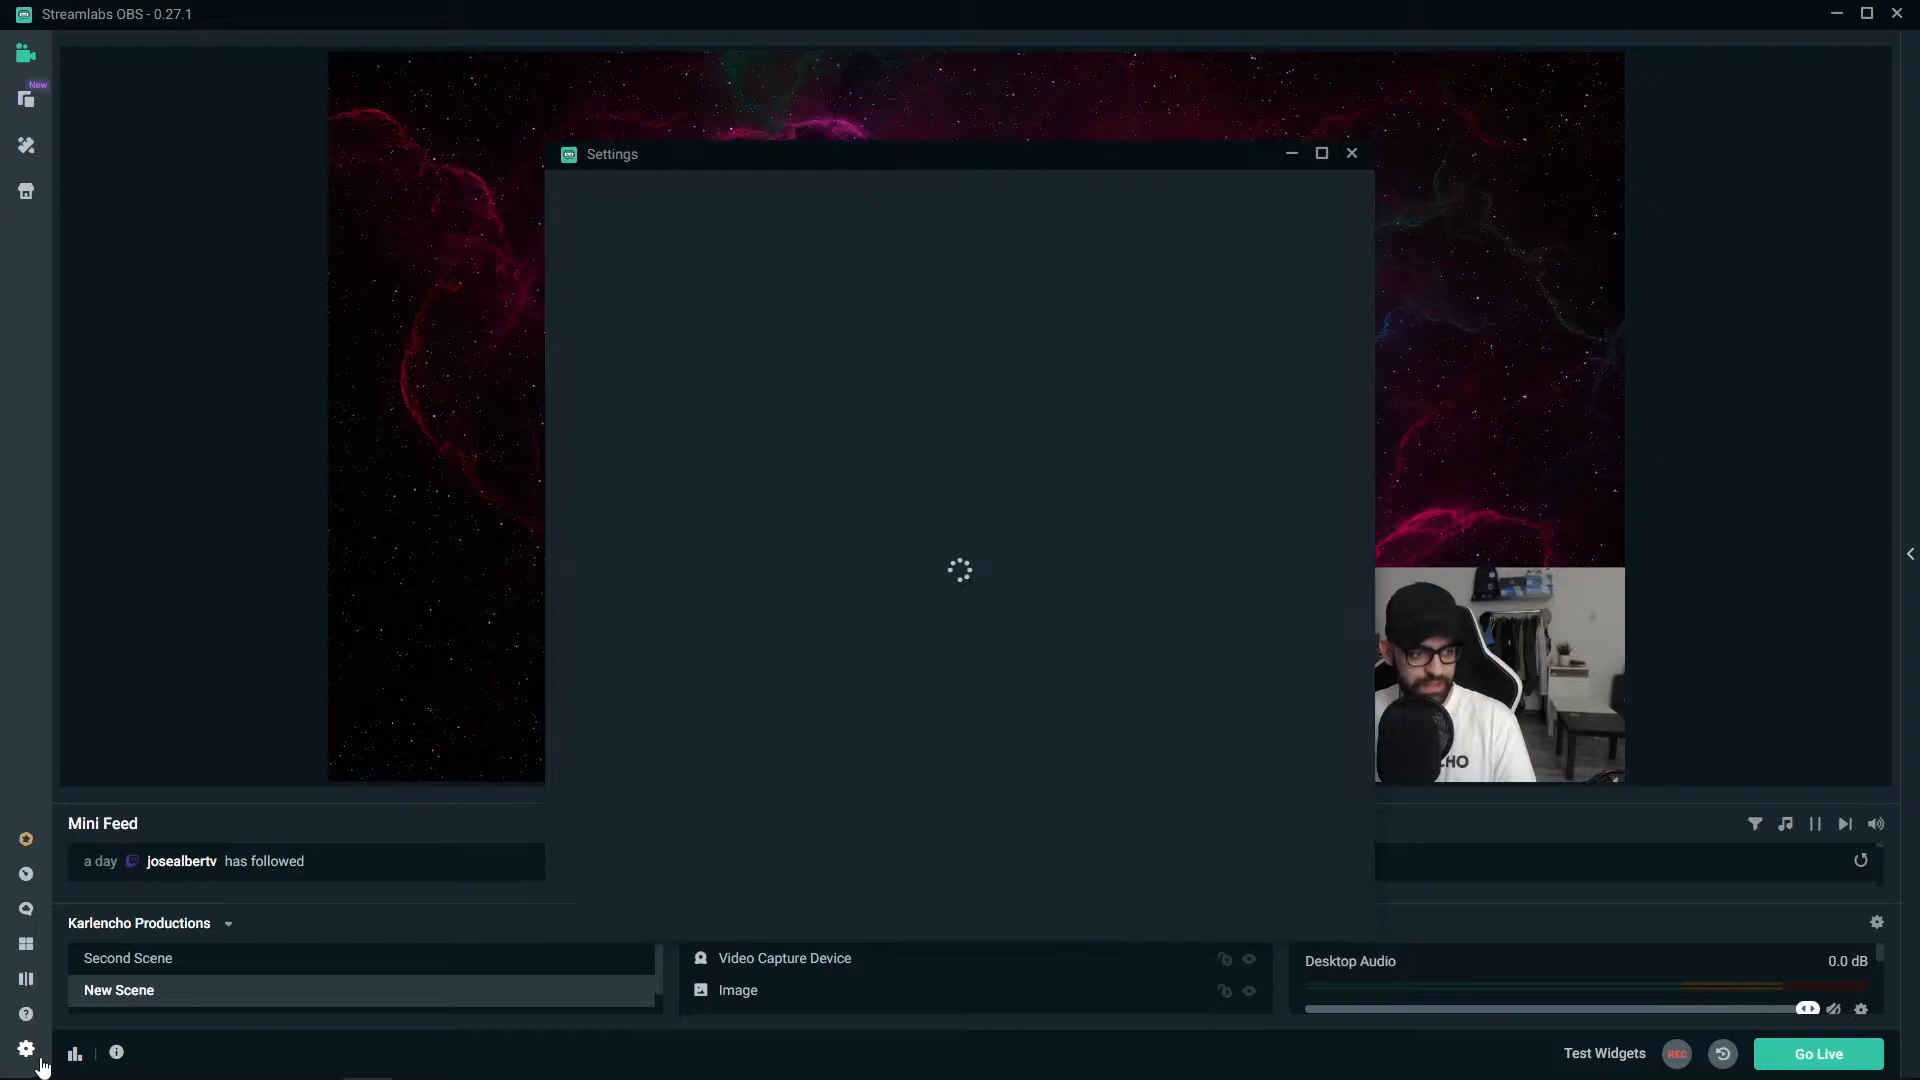 Streamlabs OBS - 0.27.1
New
Settings
CHO
Mini Feed
a day josealbertv has followed
Karlencho Productions
Second Scene
New Scene
Video Capture Device
Image
Desktop Audio
0.0 dB
Test Widgets
REC
Go Live